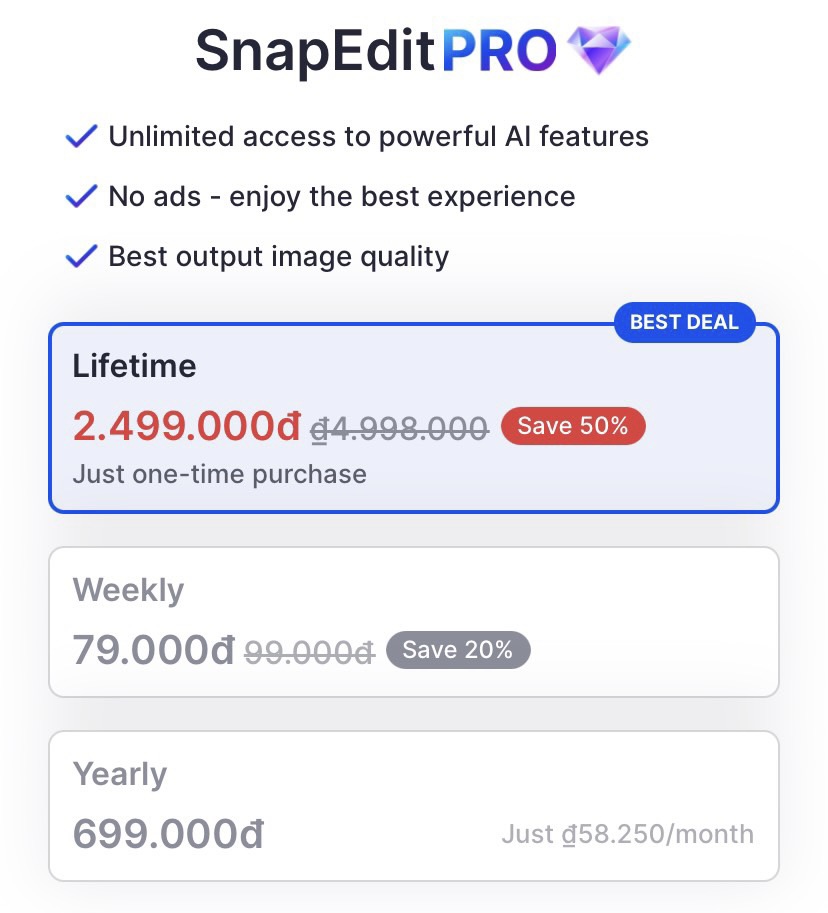 SnapEdit PRO
Unlimited access to powerful AI features
No ads - enjoy the best experience
Best output image quality
BEST DEAL
Lifetime
2.499.000đ ₫4.998.000 Save 50%
Just one-time purchase
Weekly
79.000đ 99.000đ Save 20%
Yearly
699.000đ Just ₫58.250/month